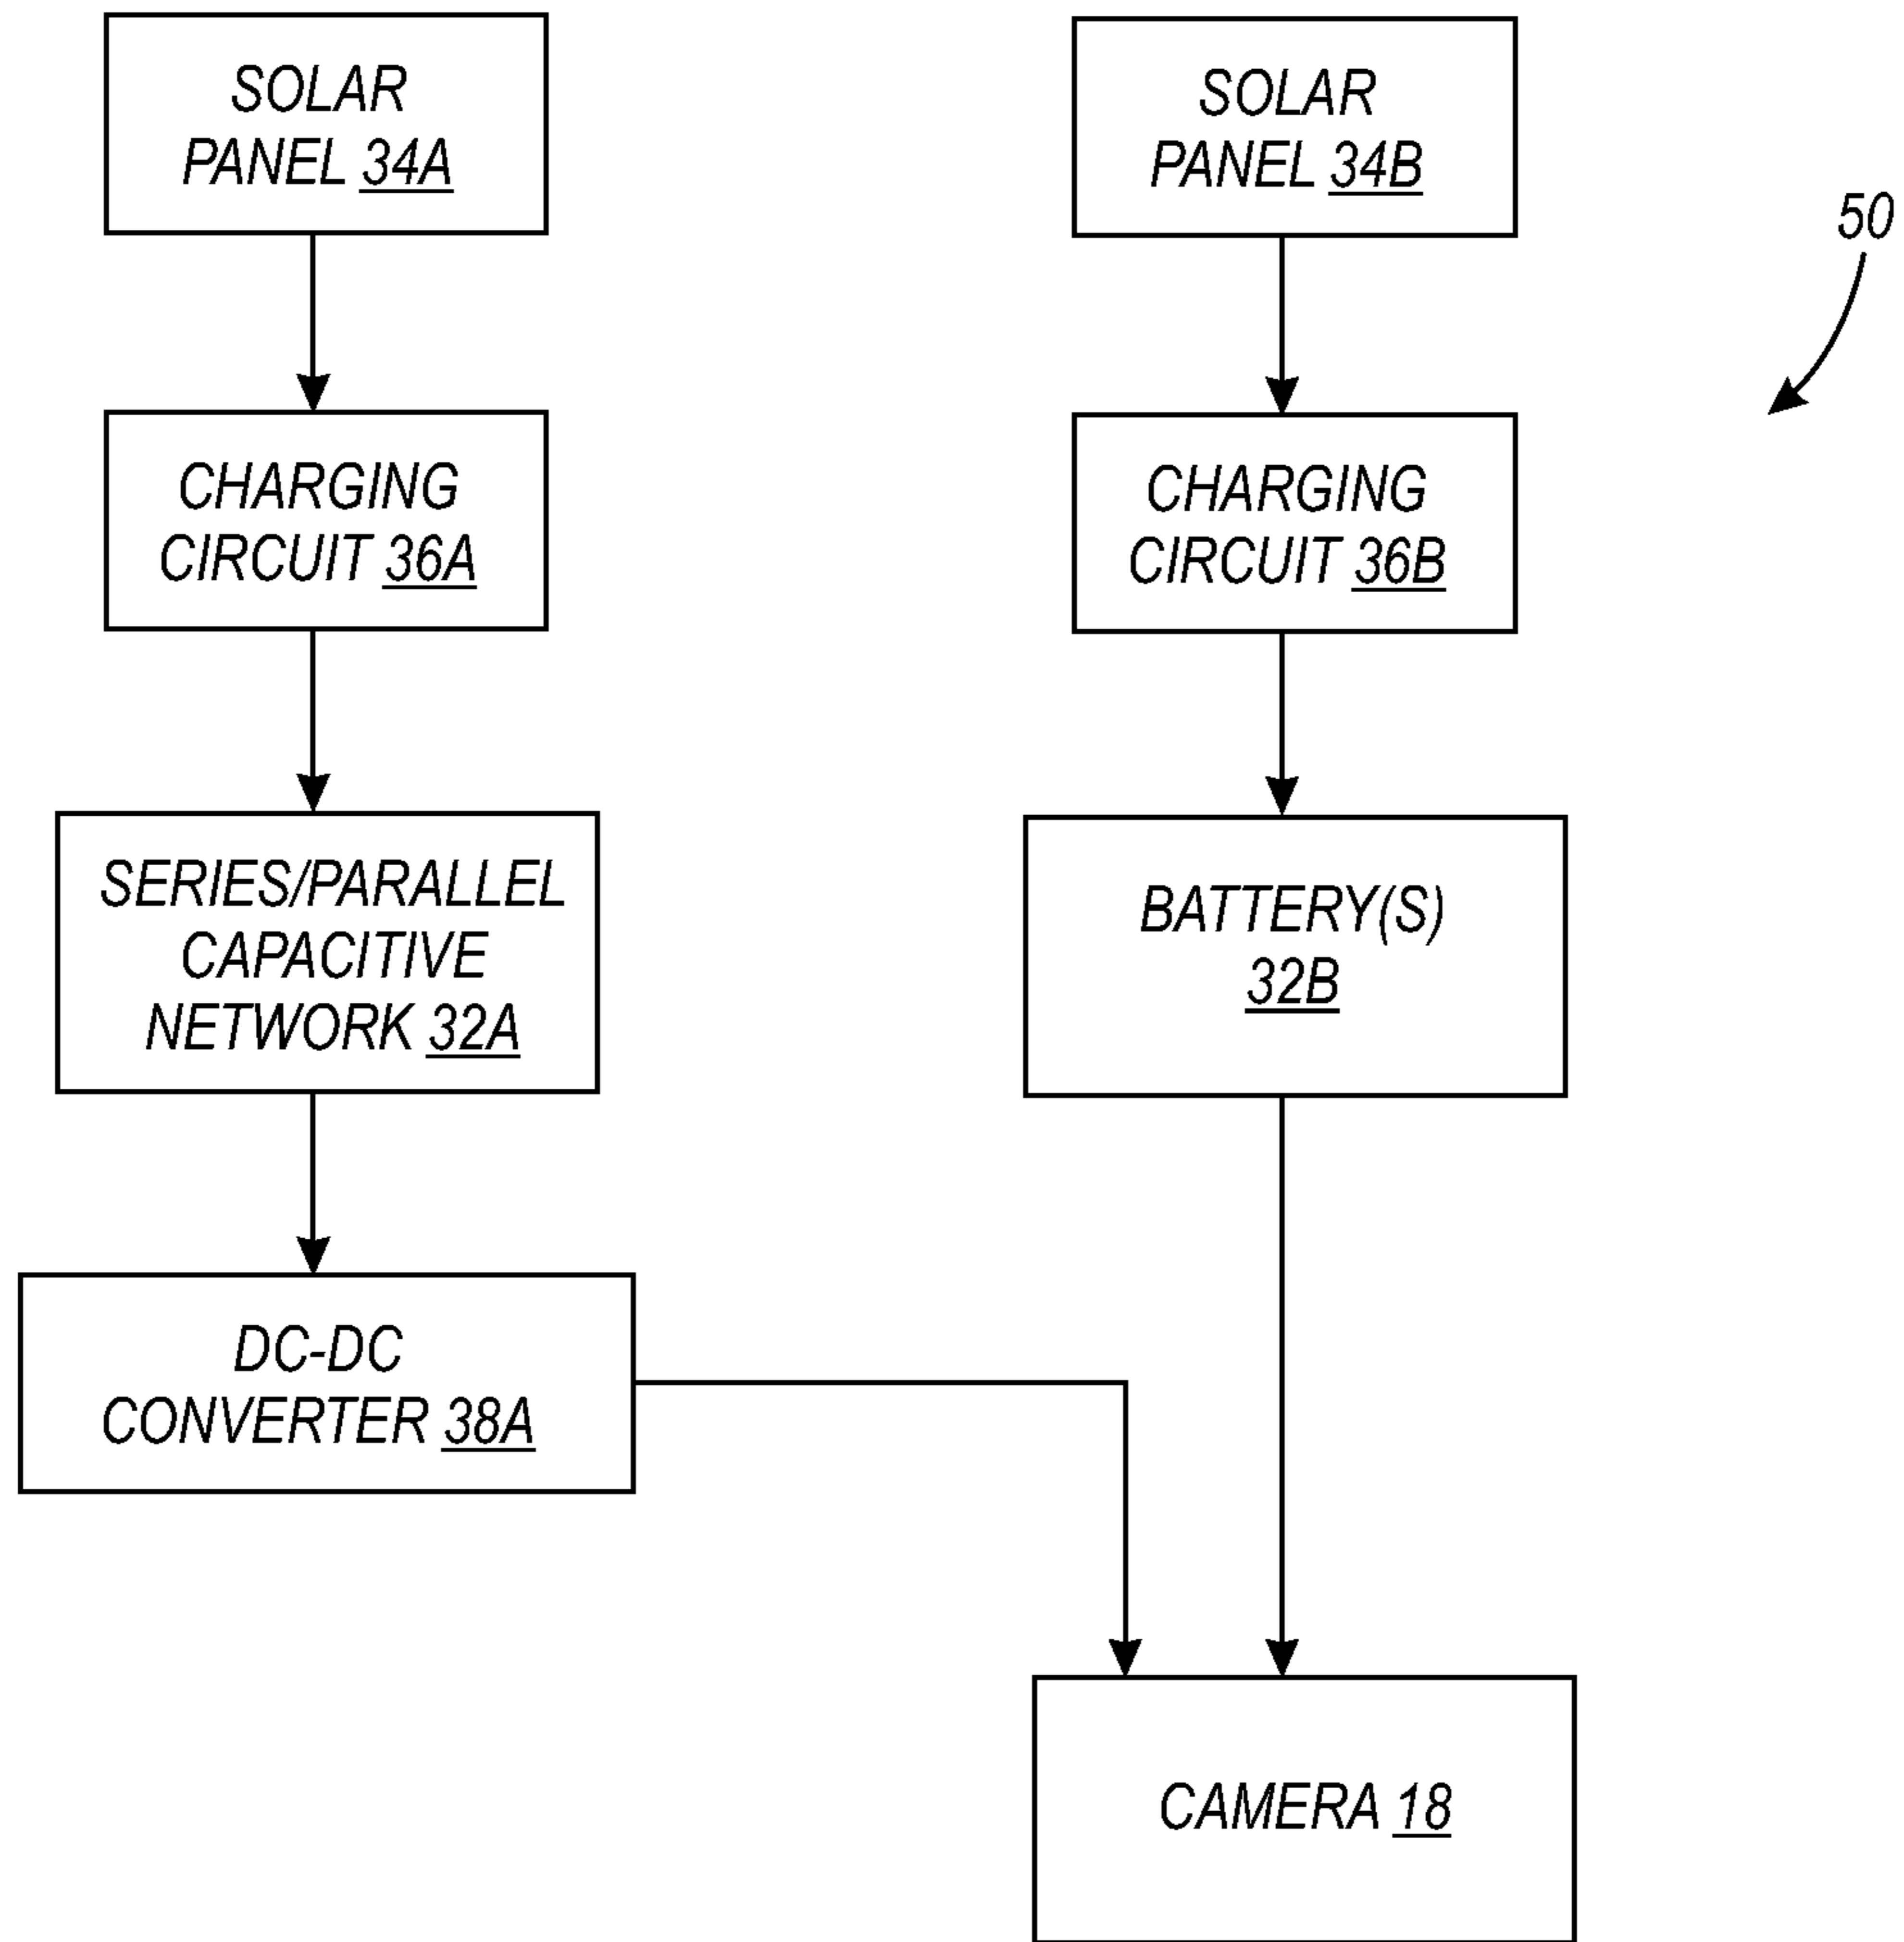 SOLAR
PANEL 34A
SOLAR
PANEL 34B
50
CHARGING
CIRCUIT 36A
CHARGING
CIRCUIT 36B
SERIES/PARALLEL
CAPACITIVE
NETWORK 32A
BATTERY(S)
32B
DC-DC
CONVERTER 38A
CAMERA 18